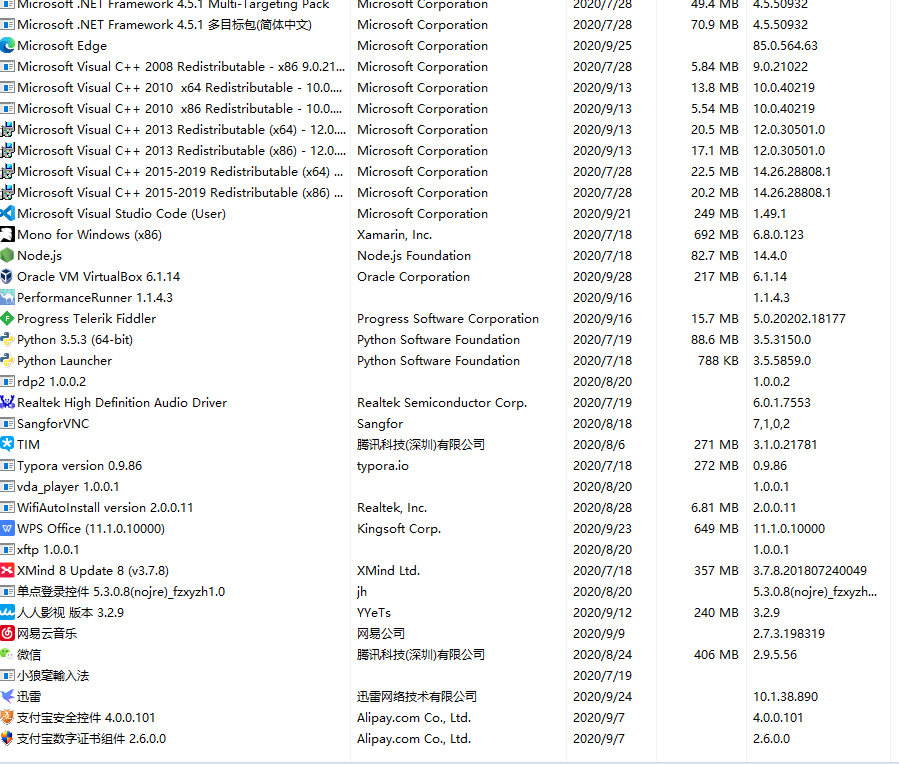 Microsoft .NET Framework 4.5.1 Multi-Targeting Pack Microsoft Corporation 2020/7/28 49.4 MB 4.5.50932
Microsoft .NET Framework 4.5.1 多目标包(简体中文) Microsoft Corporation 2020/7/28 70.9 MB 4.5.50932
Microsoft Edge Microsoft Corporation 2020/9/25 85.0.564.63
Microsoft Visual C++ 2008 Redistributable - x86 9.0.21... Microsoft Corporation 2020/7/28 5.84 MB 9.0.21022
Microsoft Visual C++ 2010 x64 Redistributable - 10.0.... Microsoft Corporation 2020/9/13 13.8 MB 10.0.40219
Microsoft Visual C++ 2010 x86 Redistributable - 10.0.... Microsoft Corporation 2020/9/13 5.54 MB 10.0.40219
Microsoft Visual C++ 2013 Redistributable (x64) - 12.0.... Microsoft Corporation 2020/9/13 20.5 MB 12.0.30501.0
Microsoft Visual C++ 2013 Redistributable (x86) - 12.0.... Microsoft Corporation 2020/9/13 17.1 MB 12.0.30501.0
Microsoft Visual C++ 2015-2019 Redistributable (x64) ... Microsoft Corporation 2020/7/28 22.5 MB 14.26.28808.1
Microsoft Visual C++ 2015-2019 Redistributable (x86) ... Microsoft Corporation 2020/7/28 20.2 MB 14.26.28808.1
Microsoft Visual Studio Code (User) Microsoft Corporation 2020/9/21 249 MB 1.49.1
Mono for Windows (x86) Xamarin, Inc. 2020/7/18 692 MB 6.8.0.123
Node.js Node.js Foundation 2020/7/18 82.7 MB 14.4.0
Oracle VM VirtualBox 6.1.14 Oracle Corporation 2020/9/28 217 MB 6.1.14
PerformanceRunner 1.1.4.3 2020/9/16 1.1.4.3
Progress Telerik Fiddler Progress Software Corporation 2020/9/16 15.7 MB 5.0.20202.18177
Python 3.5.3 (64-bit) Python Software Foundation 2020/7/19 88.6 MB 3.5.3150.0
Python Launcher Python Software Foundation 2020/7/18 788 KB 3.5.5859.0
rdp2 1.0.0.2 2020/8/20 1.0.0.2
Realtek High Definition Audio Driver Realtek Semiconductor Corp. 2020/7/19 6.0.1.7553
SangforVNC Sangfor 2020/8/18 7,1,0,2
TIM 腾讯科技(深圳)有限公司 2020/8/6 271 MB 3.1.0.21781
Typora version 0.9.86 typora.io 2020/7/18 272 MB 0.9.86
vda_player 1.0.0.1 2020/8/20 1.0.0.1
WifiAutoInstall version 2.0.0.11 Realtek, Inc. 2020/8/28 6.81 MB 2.0.0.11
WPS Office (11.1.0.10000) Kingsoft Corp. 2020/9/23 649 MB 11.1.0.10000
xftp 1.0.0.1 2020/8/20 1.0.0.1
XMind 8 Update 8 (v3.7.8) XMind Ltd. 2020/7/18 357 MB 3.7.8.201807240049
单点登录控件 5.3.0.8(nojre)_fzxyzh1.0 jh 2020/8/20 5.3.0.8(nojre)_fzxyzh...
人人影视 版本 3.2.9 YYeTs 2020/9/12 240 MB 3.2.9
网易云音乐 网易公司 2020/9/9 2.7.3.198319
微信 腾讯科技(深圳)有限公司 2020/8/24 406 MB 2.9.5.56
小狼毫輸入法 2020/7/19
迅雷 迅雷网络技术有限公司 2020/9/24 10.1.38.890
支付宝安全控件 4.0.0.101 Alipay.com Co., Ltd. 2020/9/7 4.0.0.101
支付宝数字证书组件 2.6.0.0 Alipay.com Co., Ltd. 2020/9/7 2.6.0.0